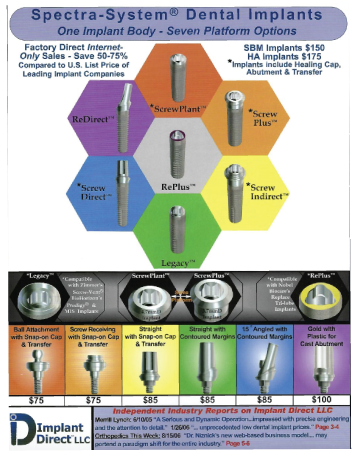 Spectra-System® Dental Implants
One Implant Body - Seven Platform Options
Factory Direct Internet-
Only Sales - Save 50-75%
Compared to U.S. List Price of
Leading Implant Companies
SBM Implants $150
HA Implants $175
*Implants include Healing Cap,
Abutment & Transfer
ReDirect™
*ScrewPlant™
*Screw
Plus™
*Screw
Direct™
RePlus™
*Screw
Indirect™
Legacy™
*Legacy™
*Compatible
with Zimmer's
Screw-Vent®
BioHorizon's
Prodigy® &
MIS Implants
ScrewPlant™
ScrewPlus™
*Compatible
with Nobel
Biocare's
Replace
Tri-Lobe
Implants
*RePlus™
Ball Attachment
with Snap-on Cap
& Transfer
Screw Receiving
with Snap-on Cap
& Transfer
Straight
with Snap-on Cap
& Transfer
Straight with
Contoured Margins
15° Angled with
Contoured Margins
Gold with
Plastic for
Cast Abutment
$75
$75
$85
$85
$85
$100
Implant
Direct LLC
Independent Industry Reports on Implant Direct LLC
Merrill Lynch: 6/10/05 "A Serious and Dynamic Operation...impressed with precise engineering
and the attention to detail." 1/26/06 "... unprecedented low dental implant prices." Page 3-4
Orthopedics This Week: 8/15/06 "Dr. Niznick's new web-based business model... may
portend a paradigm shift for the entire industry." Page 5-6